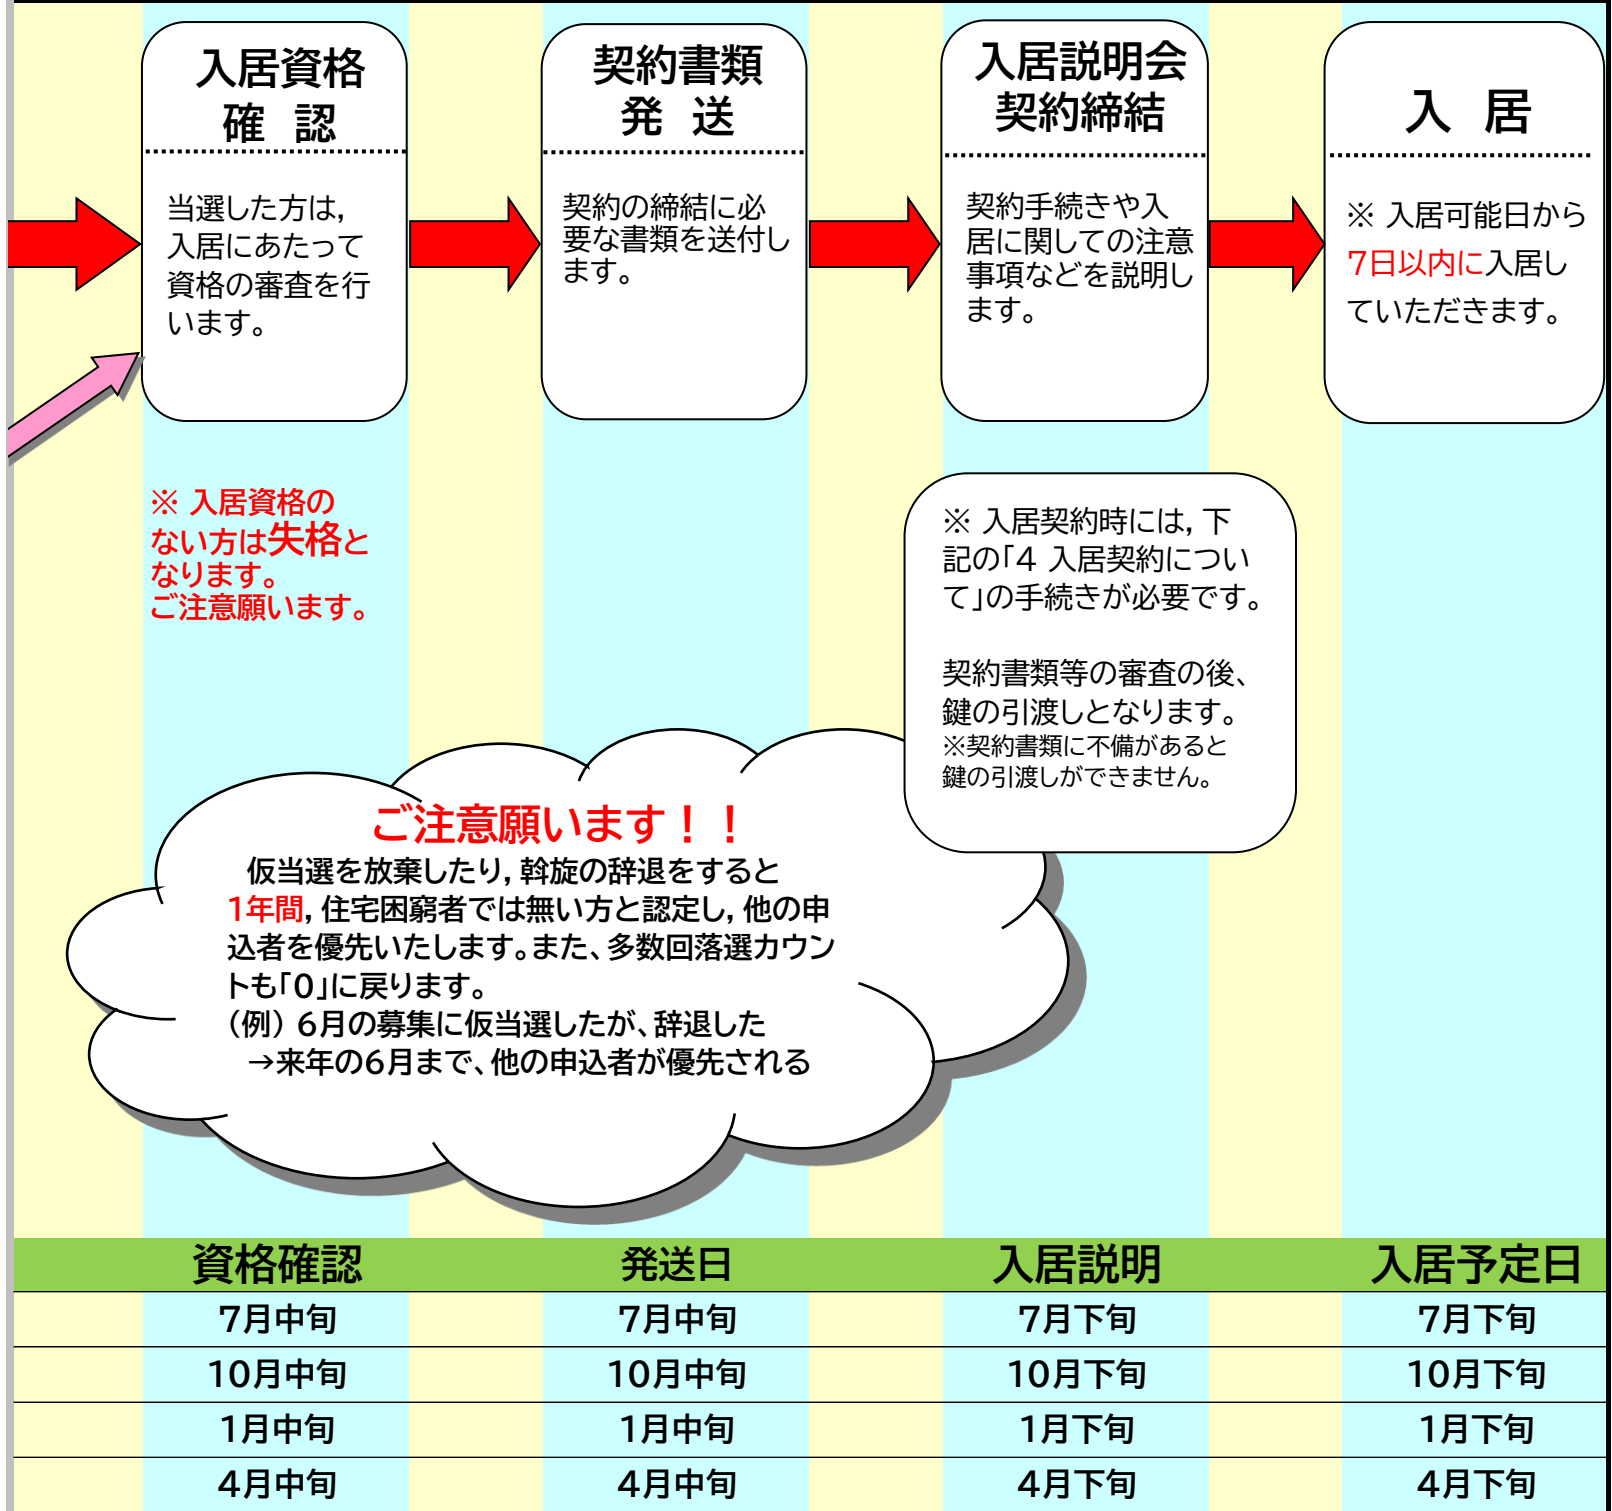 入居資格
確 認
当選した方は,
入居にあたって
資格の審査を行
います。
契約書類
発 送
契約の締結に必
要な書類を送付し
ます。
入居説明会
契約締結
契約手続きや入
居に関しての注意
事項などを説明し
ます。
入 居
※ 入居可能日から
7日以内に入居し
ていただきます。
※ 入居資格の
ない方は失格と
なります。
ご注意願います。
※ 入居契約時には,下
記の「4 入居契約につい
て」の手続きが必要です。
契約書類等の審査の後、
鍵の引渡しとなります。
※契約書類に不備があると
鍵の引渡しができません。
ご注意願います！！
仮当選を放棄したり,斡旋の辞退をすると
1年間,住宅困窮者では無い方と認定し,他の申
込者を優先いたします。また、多数回落選カウン
トも「0」に戻ります。
(例) 6月の募集に仮当選したが、辞退した
→来年の6月まで、他の申込者が優先される
資格確認 発送日 入居説明 入居予定日
7月中旬 7月中旬 7月下旬 7月下旬
10月中旬 10月中旬 10月下旬 10月下旬
1月中旬 1月中旬 1月下旬 1月下旬
4月中旬 4月中旬 4月下旬 4月下旬